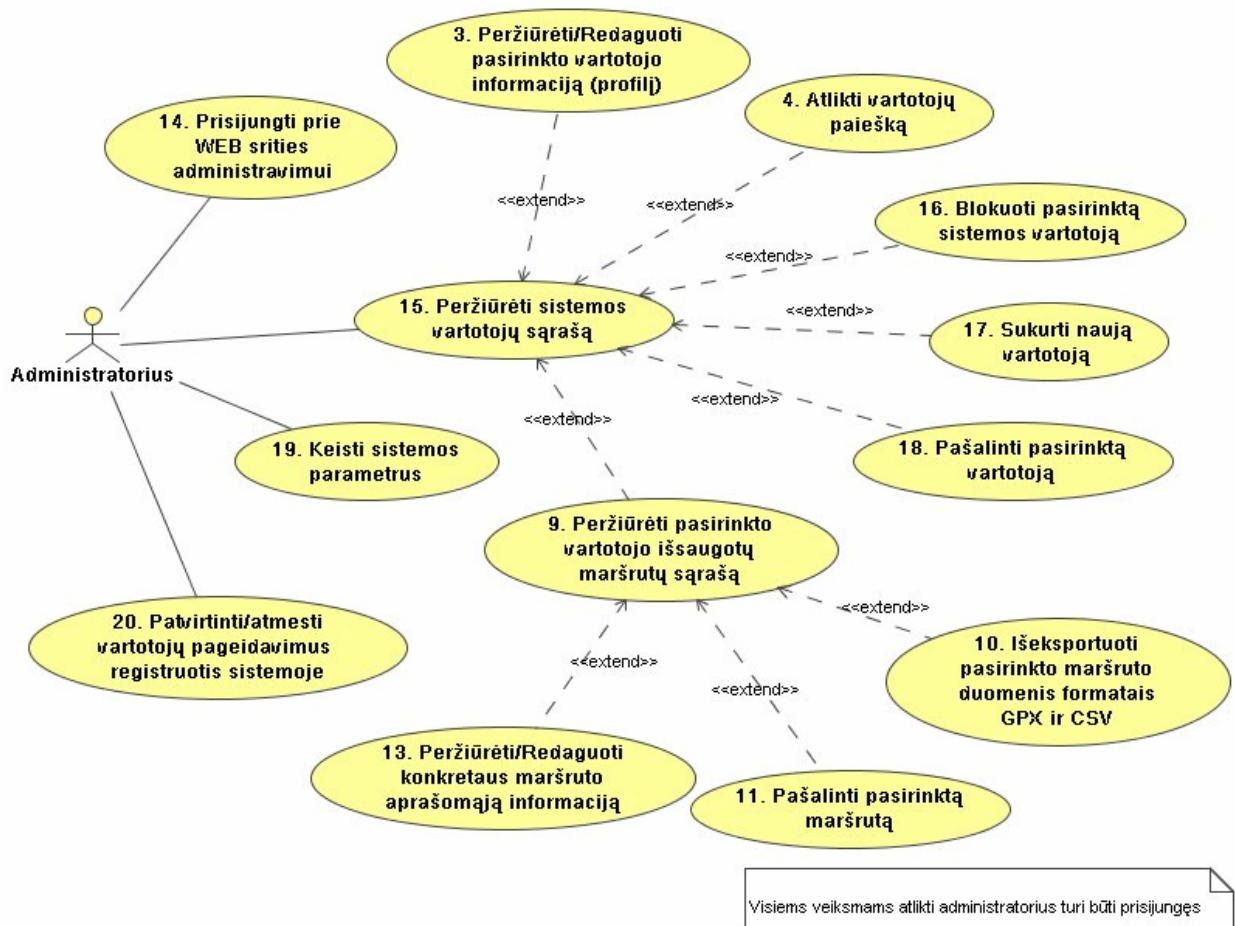 3. Peržiūrėti/Redaguoti
pasirinkto vartotojo
informaciją (profilį)
4. Atlikti vartotojų
paiešką
14. Prisijungti prie
WEB srities
administravimui
<<extend>>
<<extend>>
16. Blokuoti pasirinktą
sistemos vartotoją
<<extend>>
15. Peržiūrėti sistemos
vartotojų sąrašą
<<extend>>
17. Sukurti naują
vartotoją
Administratorius
<<extend>>
<<extend>>
18. Pašalinti pasirinktą
vartotoją
19. Keisti sistemos
parametrus
9. Peržiūrėti pasirinkto
vartotojo išsaugotų
maršrutų sąrašą
<<extend>>
20. Patvirtinti/atmesti
vartotojų pageidavimus
registruotis sistemoje
10. Išeksportuoti
pasirinkto maršruto
duomenis formatais
GPX ir CSV
<<extend>>
<<extend>>
13. Peržiūrėti/Redaguoti
konkretaus maršruto
aprašomąją informaciją
11. Pašalinti pasirinktą
maršrutą
Visiems veiksmams atlikti administratorius turi būti prisijungęs